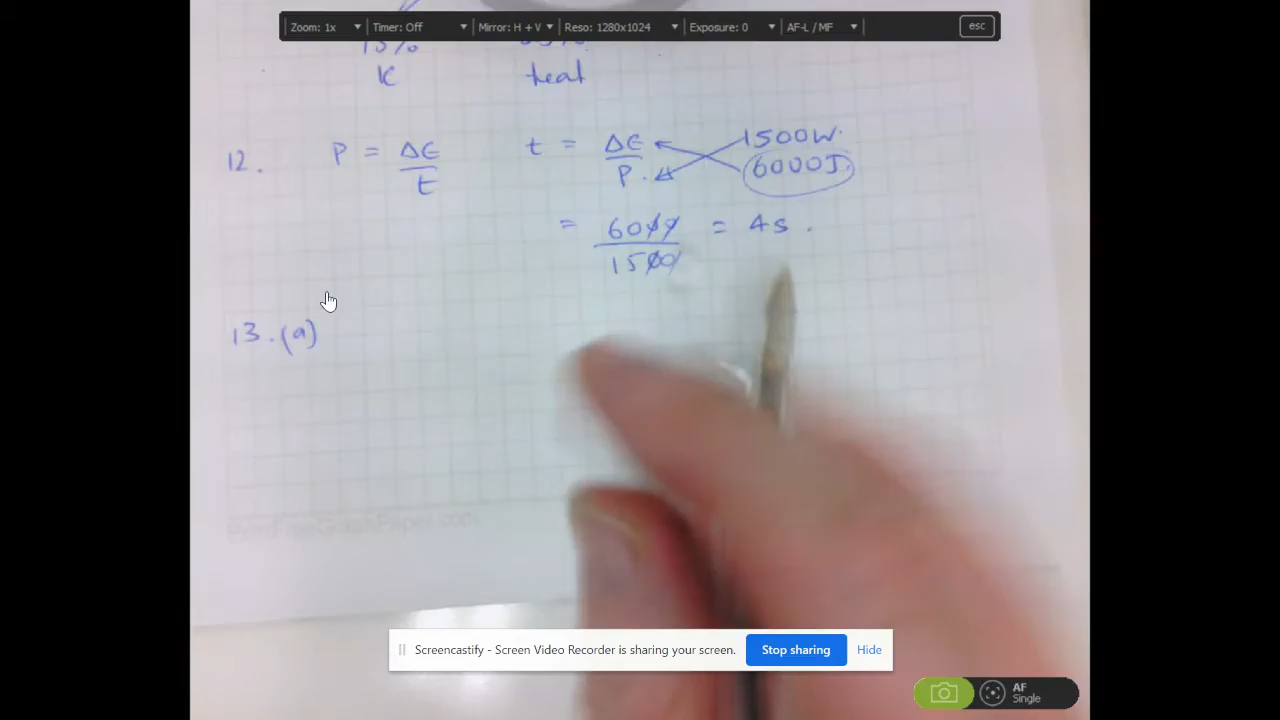 Zoom: 1x Timer: Off Mirror: H + V Reso: 1280x1024 Exposure: 0 AF-L / MF esc
15%
K heat
12. P = ΔE / t t = ΔE / P. 1500W.
6000J
= 6000 / 1500 = 4s.
13.(a)
Screencastify - Screen Video Recorder is sharing your screen. Stop sharing Hide
AF
Single